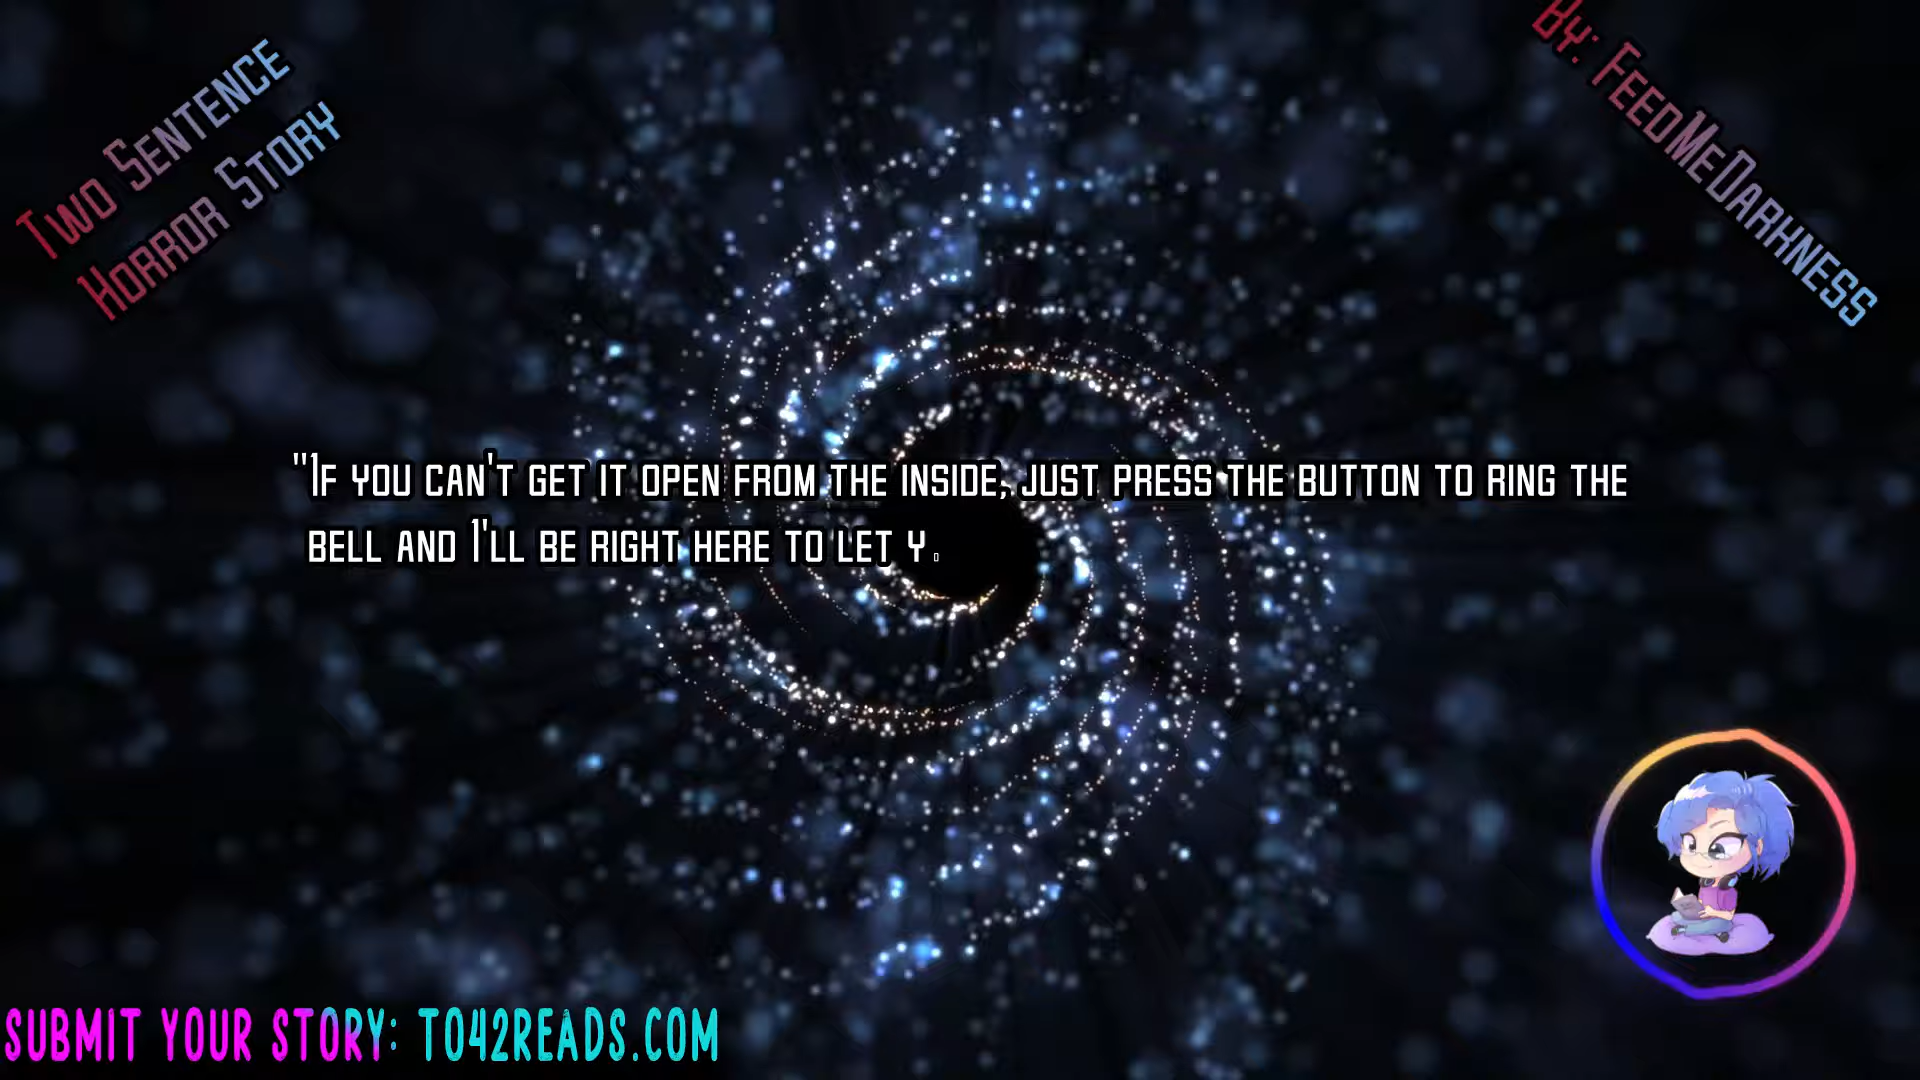 Two Sentence
Horror Story
By: FeedMeDarkness
"If you can't get it open from the inside, just press the button to ring the
bell and I'll be right here to let y.
SUBMIT YOUR STORY: TO42READS.COM